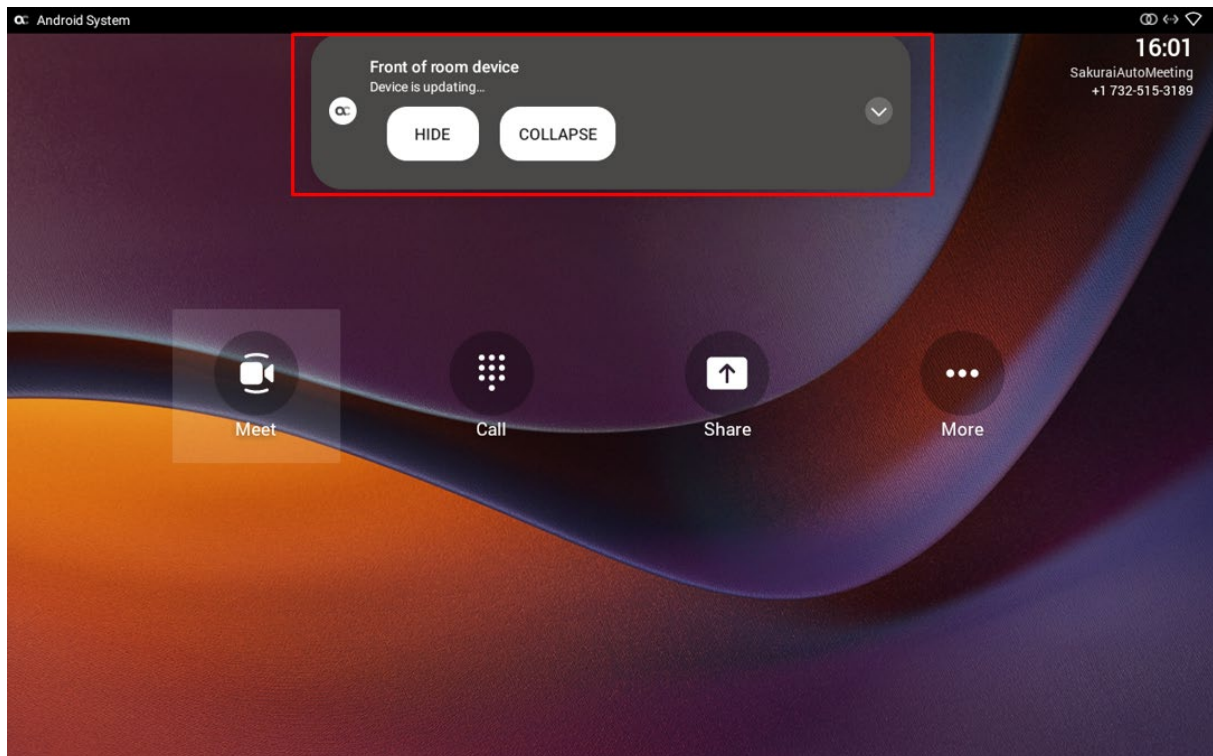 Android System
16:01
SakuraiAutoMeeting
+1 732-515-3189
Front of room device
Device is updating...
HIDE
COLLAPSE
Meet
Call
Share
More